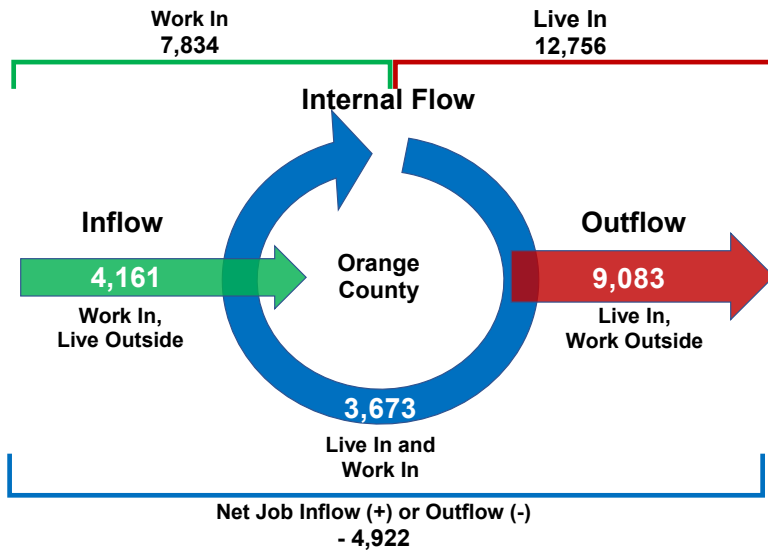 Work In
7,834
Live In
12,756
Internal Flow
Inflow
Outflow
4,161
Orange
County
9,083
Work In,
Live Outside
Live In,
Work Outside
3,673
Live In and
Work In
Net Job Inflow (+) or Outflow (-)
- 4,922